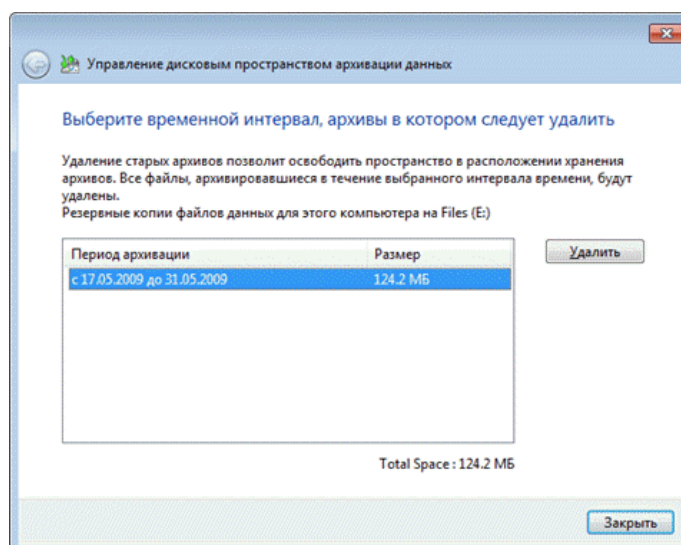 Управление дисковым пространством архивации данных
Выберите временной интервал, архивы в котором следует удалить
Удаление старых архивов позволит освободить пространство в расположении хранения
архивов. Все файлы, архивировавшиеся в течение выбранного интервала времени, будут
удалены.
Резервные копии файлов данных для этого компьютера на Files (E:)
Период архивации Размер
с 17.05.2009 до 31.05.2009 124.2 МБ
Удалить
Total Space : 124.2 МБ
Закрыть